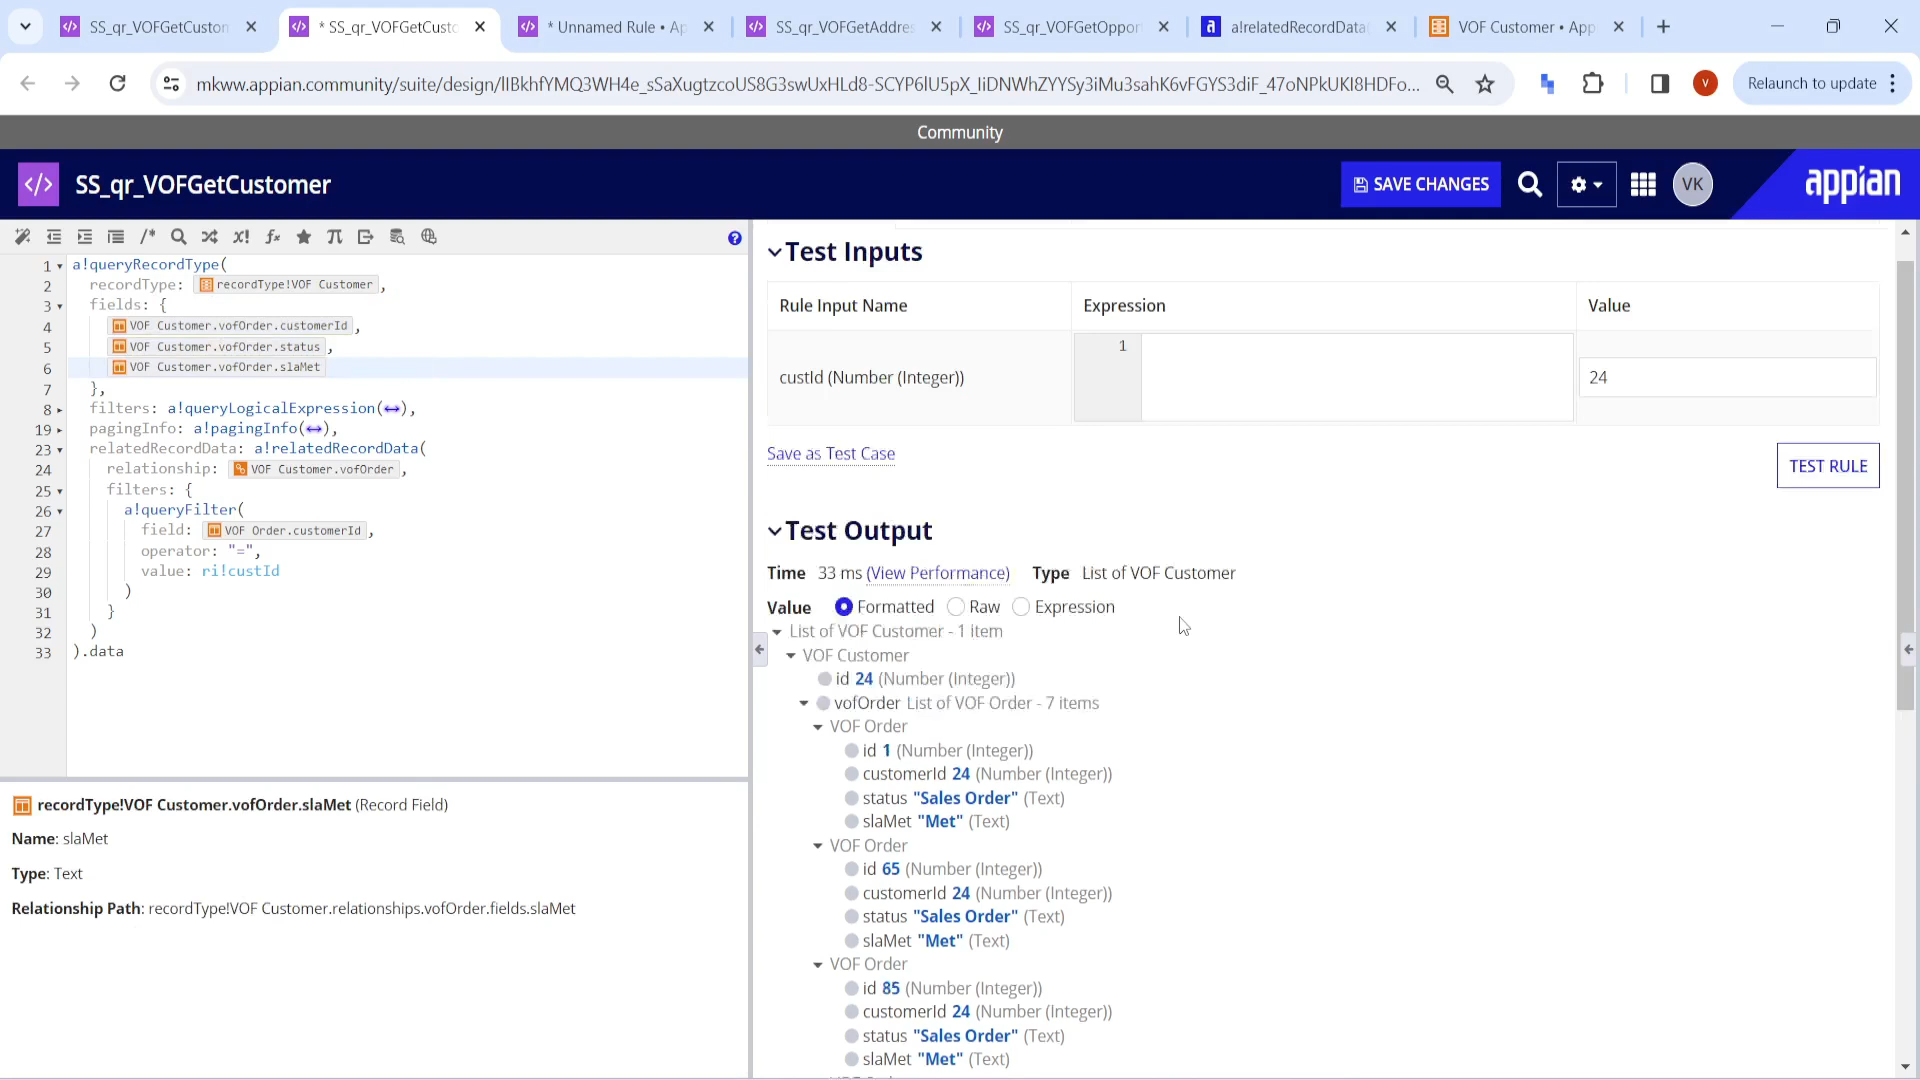 SS_qr_VOFGetCustom
* SS_qr_VOFGetCusto
* Unnamed Rule • Ap
SS_qr_VOFGetAddres
SS_qr_VOFGetOppor
a!relatedRecordData
VOF Customer • App
Relaunch to update
V
Community
SS_qr_VOFGetCustomer
SAVE CHANGES
VK
appian
1 a!queryRecordType(
2 recordType: recordType!VOF Customer,
3 fields: {
4 VOF Customer.vofOrder.customerId,
5 VOF Customer.vofOrder.status,
6 VOF Customer.vofOrder.slaMet
7 },
8 filters: a!queryLogicalExpression(↔),
19 pagingInfo: a!pagingInfo(↔),
23 relatedRecordData: a!relatedRecordData(
24 relationship: VOF Customer.vofOrder,
25 filters: {
26 a!queryFilter(
27 field: VOF Order.customerId,
28 operator: "=",
29 value: ri!custId
30 )
31 }
32 )
33 ).data
recordType!VOF Customer.vofOrder.slaMet (Record Field)
Name: slaMet
Type: Text
Relationship Path: recordType!VOF Customer.relationships.vofOrder.fields.slaMet
Test Inputs
Rule Input Name Expression Value
custId (Number (Integer)) 1 24
Save as Test Case
TEST RULE
Test Output
Time 33 ms (View Performance) Type List of VOF Customer
Value Formatted Raw Expression
List of VOF Customer - 1 item
VOF Customer
id 24 (Number (Integer))
vofOrder List of VOF Order - 7 items
VOF Order
id 1 (Number (Integer))
customerId 24 (Number (Integer))
status "Sales Order" (Text)
slaMet "Met" (Text)
VOF Order
id 65 (Number (Integer))
customerId 24 (Number (Integer))
status "Sales Order" (Text)
slaMet "Met" (Text)
VOF Order
id 85 (Number (Integer))
customerId 24 (Number (Integer))
status "Sales Order" (Text)
slaMet "Met" (Text)